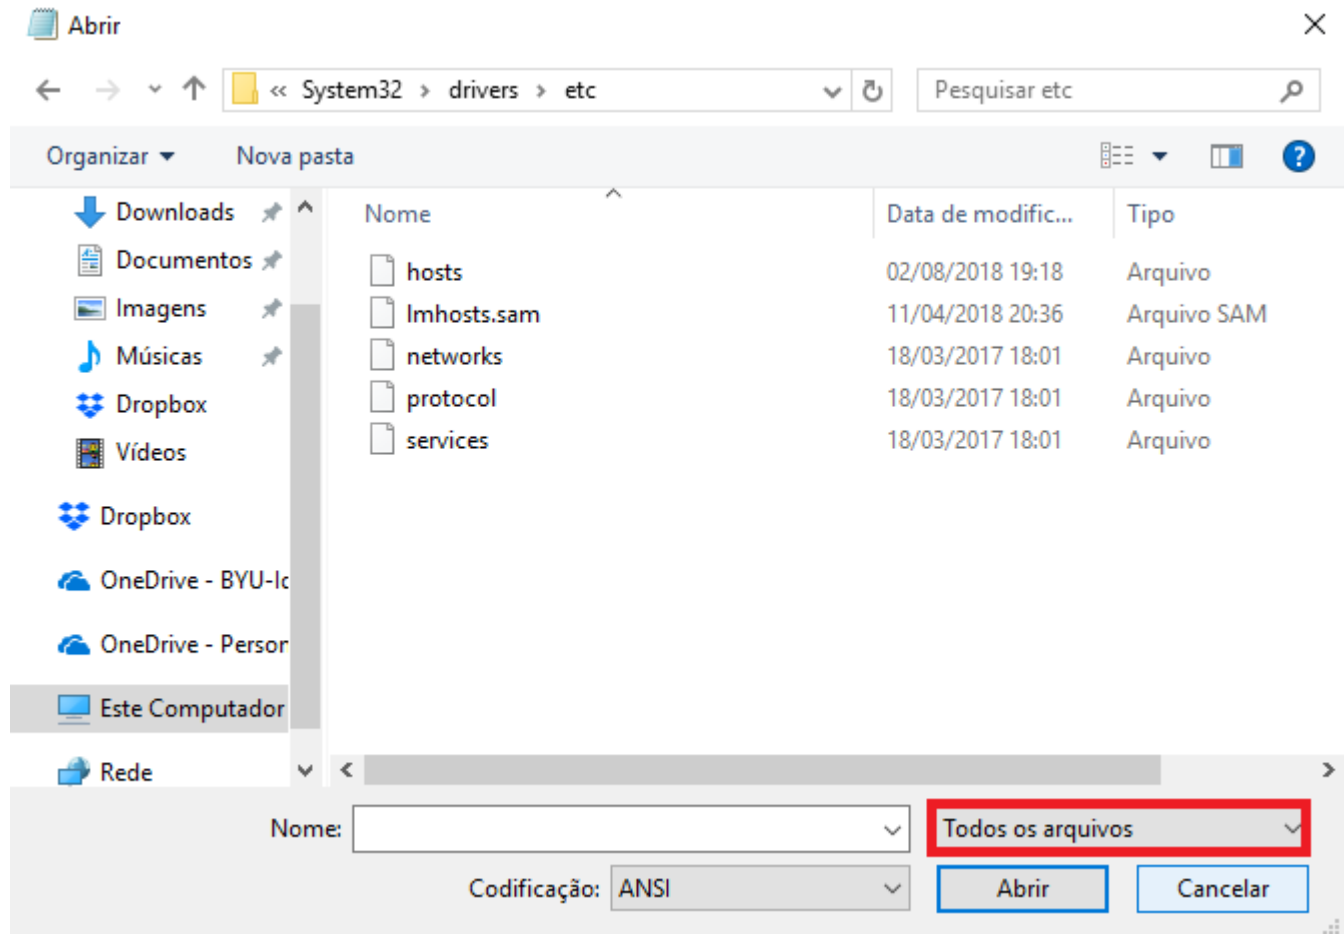 Abrir
« System32 > drivers > etc
Pesquisar etc
Organizar
Nova pasta
?
Downloads
Documentos
Imagens
Músicas
Dropbox
Vídeos
Dropbox
OneDrive - BYU-Id
OneDrive - Person
Este Computador
Rede
Nome Data de modific... Tipo
hosts 02/08/2018 19:18 Arquivo
lmhosts.sam 11/04/2018 20:36 Arquivo SAM
networks 18/03/2017 18:01 Arquivo
protocol 18/03/2017 18:01 Arquivo
services 18/03/2017 18:01 Arquivo
Nome:
Todos os arquivos
Codificação: ANSI
Abrir
Cancelar